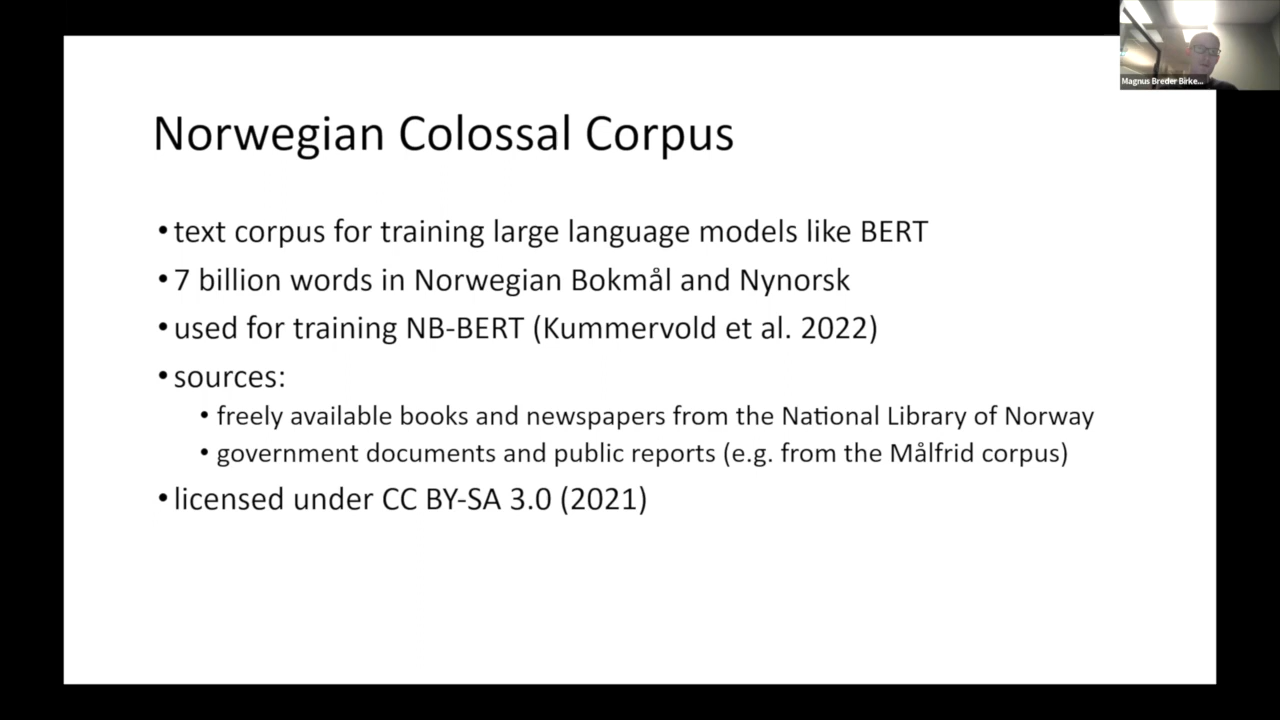 Magnus Breder Birke...
Norwegian Colossal Corpus
• text corpus for training large language models like BERT
• 7 billion words in Norwegian Bokmål and Nynorsk
• used for training NB-BERT (Kummervold et al. 2022)
• sources:
• freely available books and newspapers from the National Library of Norway
• government documents and public reports (e.g. from the Målfrid corpus)
• licensed under CC BY-SA 3.0 (2021)